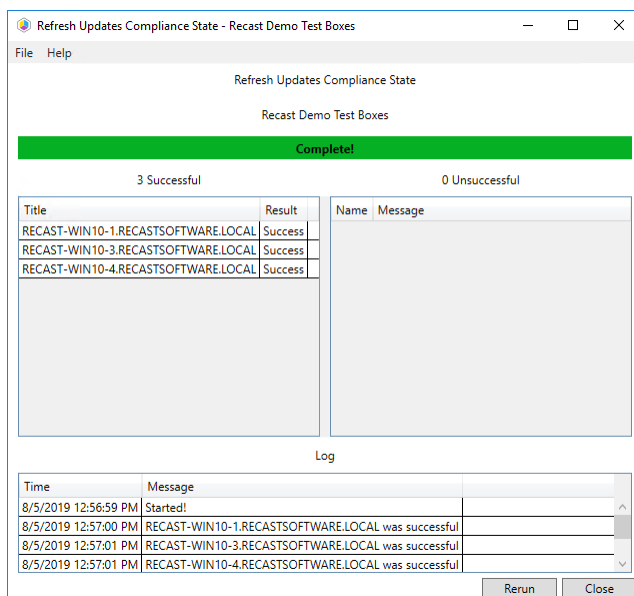 Refresh Updates Compliance State - Recast Demo Test Boxes
File Help
Refresh Updates Compliance State
Recast Demo Test Boxes
Complete!
3 Successful
0 Unsuccessful
Title Result
RECAST-WIN10-1.RECASTSOFTWARE.LOCAL Success
RECAST-WIN10-3.RECASTSOFTWARE.LOCAL Success
RECAST-WIN10-4.RECASTSOFTWARE.LOCAL Success
Name Message
Log
Time Message
8/5/2019 12:56:59 PM Started!
8/5/2019 12:57:00 PM RECAST-WIN10-1.RECASTSOFTWARE.LOCAL was successful
8/5/2019 12:57:01 PM RECAST-WIN10-3.RECASTSOFTWARE.LOCAL was successful
8/5/2019 12:57:01 PM RECAST-WIN10-4.RECASTSOFTWARE.LOCAL was successful
Rerun Close